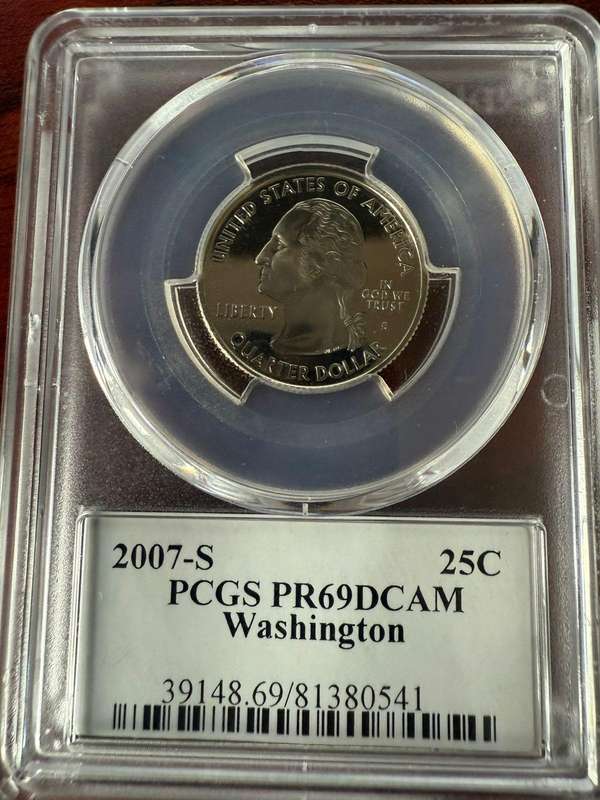 UNITED STATES OF AMERICA
LIBERTY
IN
GOD WE
TRUST
S
QUARTER DOLLAR
2007-S 25C
PCGS PR69DCAM
Washington
39148.69/81380541